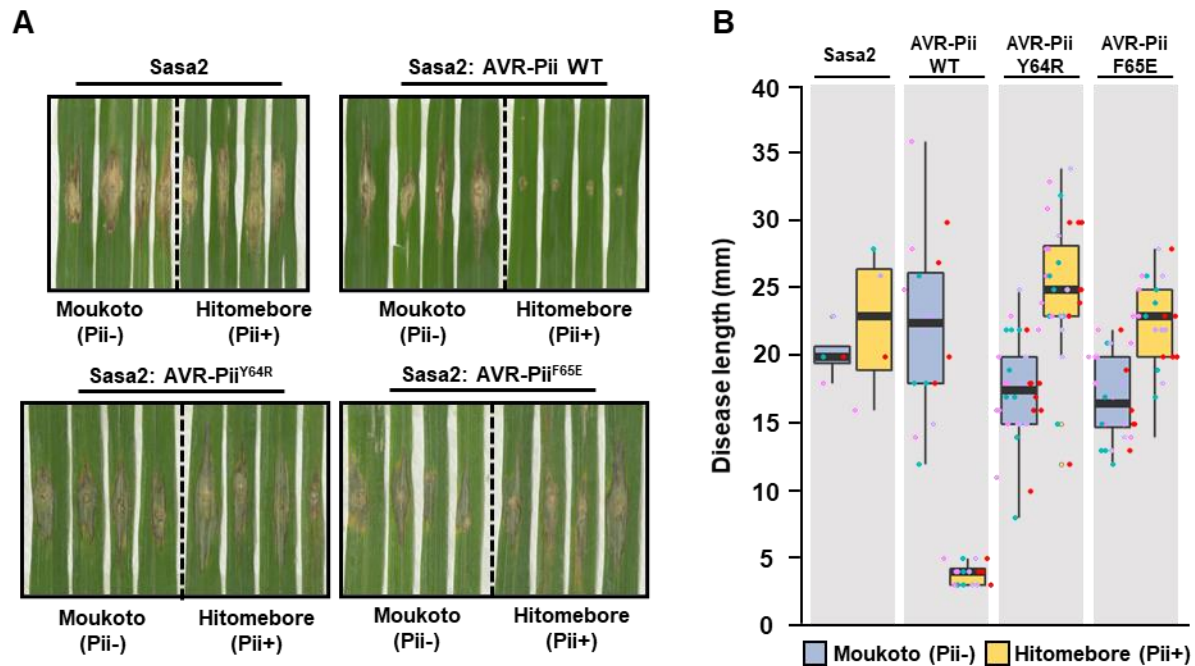 A
Sasa2
Sasa2: AVR-Pii WT
Moukoto
(Pii-)
Hitomebore
(Pii+)
Moukoto
(Pii-)
Hitomebore
(Pii+)
Sasa2: AVR-PiiY64R
Sasa2: AVR-PiiF65E
Moukoto
(Pii-)
Hitomebore
(Pii+)
Moukoto
(Pii-)
Hitomebore
(Pii+)
B
Sasa2
AVR-Pii
WT
AVR-Pii
Y64R
AVR-Pii
F65E
Disease length (mm)
40
35
30
25
20
15
10
5
0
Moukoto (Pii-)
Hitomebore (Pii+)